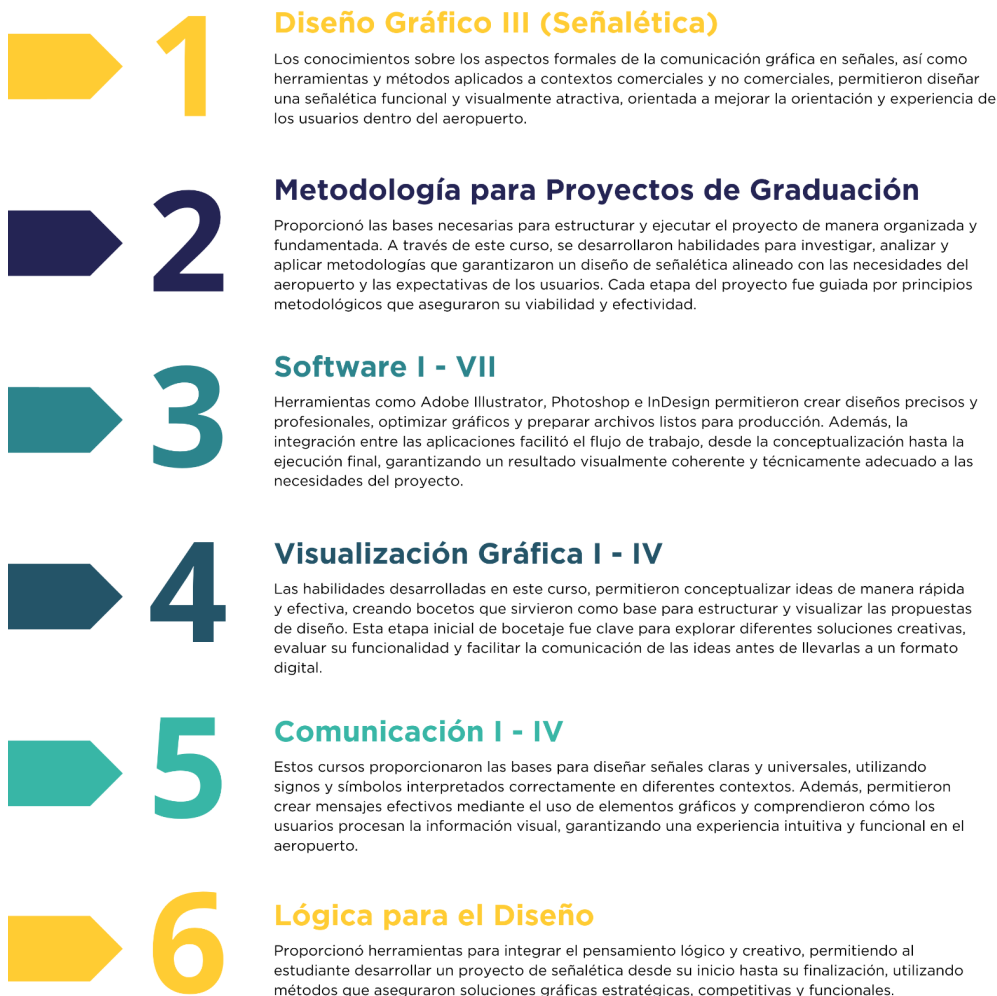 1
Diseño Gráfico III (Señalética)
Los conocimientos sobre los aspectos formales de la comunicación gráfica en señales, así como
herramientas y métodos aplicados a contextos comerciales y no comerciales, permitieron diseñar
una señalética funcional y visualmente atractiva, orientada a mejorar la orientación y experiencia de
los usuarios dentro del aeropuerto.
2
Metodología para Proyectos de Graduación
Proporcionó las bases necesarias para estructurar y ejecutar el proyecto de manera organizada y
fundamentada. A través de este curso, se desarrollaron habilidades para investigar, analizar y
aplicar metodologías que garantizaron un diseño de señalética alineado con las necesidades del
aeropuerto y las expectativas de los usuarios. Cada etapa del proyecto fue guiada por principios
metodológicos que aseguraron su viabilidad y efectividad.
3
Software I - VII
Herramientas como Adobe Illustrator, Photoshop e InDesign permitieron crear diseños precisos y
profesionales, optimizar gráficos y preparar archivos listos para producción. Además, la
integración entre las aplicaciones facilitó el flujo de trabajo, desde la conceptualización hasta la
ejecución final, garantizando un resultado visualmente coherente y técnicamente adecuado a las
necesidades del proyecto.
4
Visualización Gráfica I - IV
Las habilidades desarrolladas en este curso, permitieron conceptualizar ideas de manera rápida
y efectiva, creando bocetos que sirvieron como base para estructurar y visualizar las propuestas
de diseño. Esta etapa inicial de bocetaje fue clave para explorar diferentes soluciones creativas,
evaluar su funcionalidad y facilitar la comunicación de las ideas antes de llevarlas a un formato
digital.
5
Comunicación I - IV
Estos cursos proporcionaron las bases para diseñar señales claras y universales, utilizando
signos y símbolos interpretados correctamente en diferentes contextos. Además, permitieron
crear mensajes efectivos mediante el uso de elementos gráficos y comprendieron cómo los
usuarios procesan la información visual, garantizando una experiencia intuitiva y funcional en el
aeropuerto.
6
Lógica para el Diseño
Proporcionó herramientas para integrar el pensamiento lógico y creativo, permitiendo al
estudiante desarrollar un proyecto de señalética desde su inicio hasta su finalización, utilizando
métodos que aseguraron soluciones gráficas estratégicas, competitivas y funcionales.